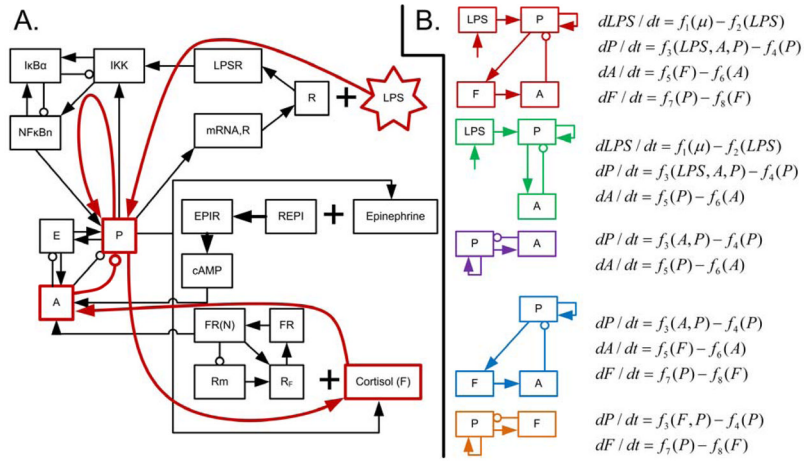 A.
IκBα
IKK
LPSR
R
+
LPS
NFκBn
mRNA,R
E
P
EPIR
REPI
+
Epinephrine
cAMP
A
FR(N)
FR
Rm
R_F
+
Cortisol (F)
B.
LPS
P
F
A
dLPS / dt = f₁(μ) − f₂(LPS)
dP / dt = f₃(LPS, A, P) − f₄(P)
dA / dt = f₅(F) − f₆(A)
dF / dt = f₇(P) − f₈(F)
LPS
P
A
dLPS / dt = f₁(μ) − f₂(LPS)
dP / dt = f₃(LPS, A, P) − f₄(P)
dA / dt = f₅(P) − f₆(A)
P
A
dP / dt = f₃(A, P) − f₄(P)
dA / dt = f₅(P) − f₆(A)
P
F
A
dP / dt = f₃(A, P) − f₄(P)
dA / dt = f₅(F) − f₆(A)
dF / dt = f₇(P) − f₈(F)
P
F
dP / dt = f₃(F, P) − f₄(P)
dF / dt = f₇(P) − f₈(F)